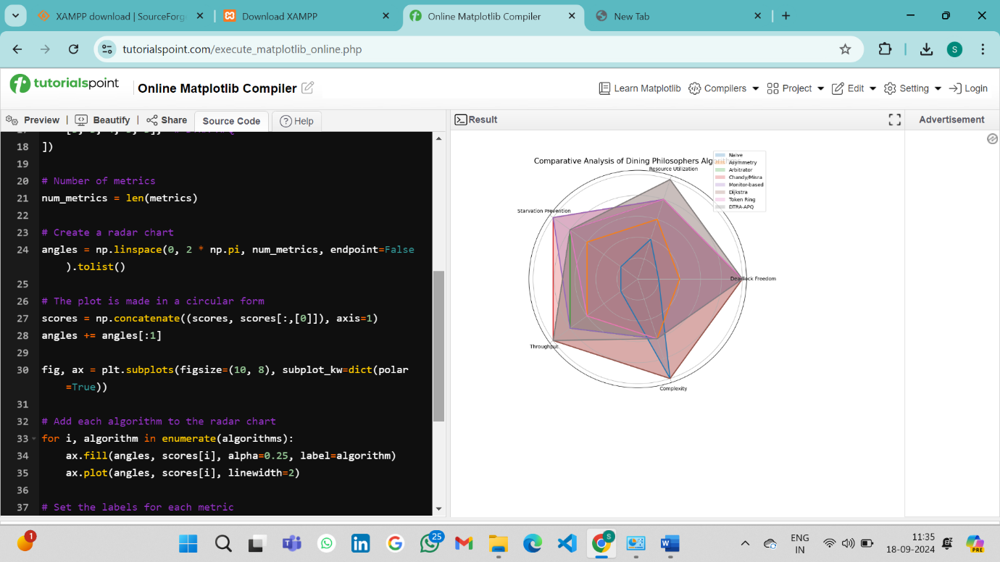 XAMPP download | SourceForg
Download XAMPP
Online Matplotlib Compiler
New Tab
tutorialspoint.com/execute_matplotlib_online.php
S
tutorialspoint
Online Matplotlib Compiler
Learn Matplotlib
Compilers
Project
Edit
Setting
Login
Preview
Beautify
Share
Source Code
Help
Result
Advertisement
18 ])
19
20 # Number of metrics
21 num_metrics = len(metrics)
22
23 # Create a radar chart
24 angles = np.linspace(0, 2 * np.pi, num_metrics, endpoint=False
).tolist()
25
26 # The plot is made in a circular form
27 scores = np.concatenate((scores, scores[:,[0]]), axis=1)
28 angles += angles[:1]
29
30 fig, ax = plt.subplots(figsize=(10, 8), subplot_kw=dict(polar
=True))
31
32 # Add each algorithm to the radar chart
33 for i, algorithm in enumerate(algorithms):
34 ax.fill(angles, scores[i], alpha=0.25, label=algorithm)
35 ax.plot(angles, scores[i], linewidth=2)
36
37 # Set the labels for each metric
Comparative Analysis of Dining Philosophers
Naive
Asymmetry
Arbitrator
Chandy/Misra
Monitor-based
Dijkstra
Token Ring
DTRA-APQ
Resource Utilization
Starvation Prevention
Deadlock Freedom
Throughput
Complexity
1
25
S
ENG
IN
11:35
18-09-2024
PRE